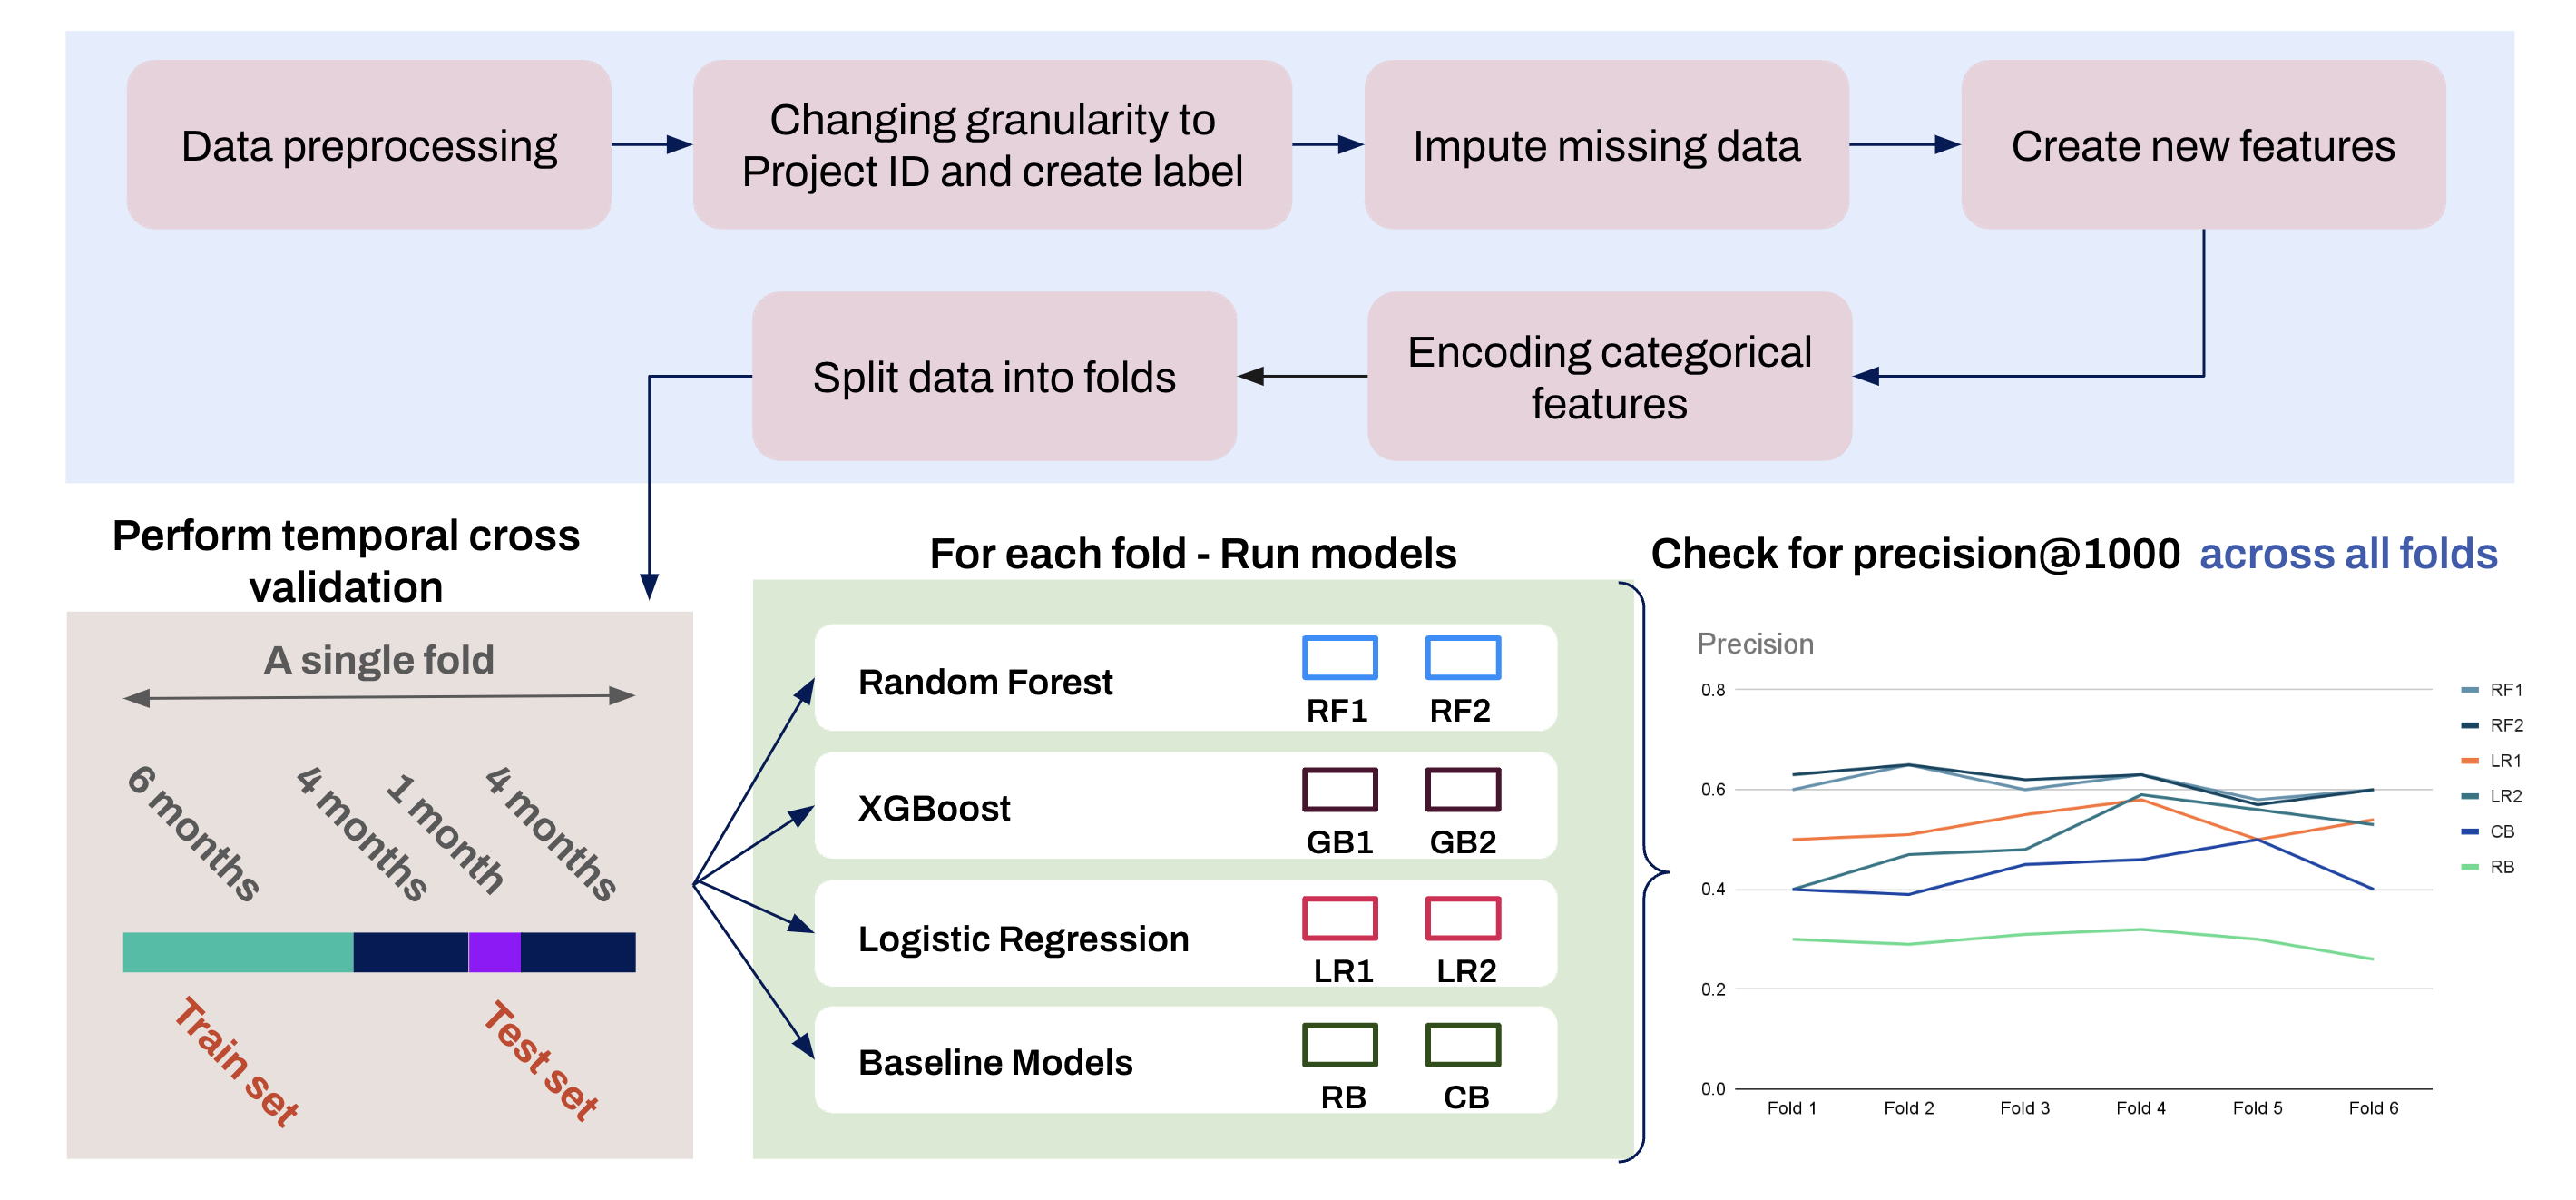 Data preprocessing
Changing granularity to
Project ID and create label
Impute missing data
Create new features
Encoding categorical
features
Split data into folds
Perform temporal cross
validation
A single fold
6 months
4 months
1 month
4 months
Train set
Test set
For each fold - Run models
Random Forest
RF1
RF2
XGBoost
GB1
GB2
Logistic Regression
LR1
LR2
Baseline Models
RB
CB
Check for precision@1000 across all folds
Precision
0.8
0.6
0.4
0.2
0.0
Fold 1
Fold 2
Fold 3
Fold 4
Fold 5
Fold 6
RF1
RF2
LR1
LR2
CB
RB